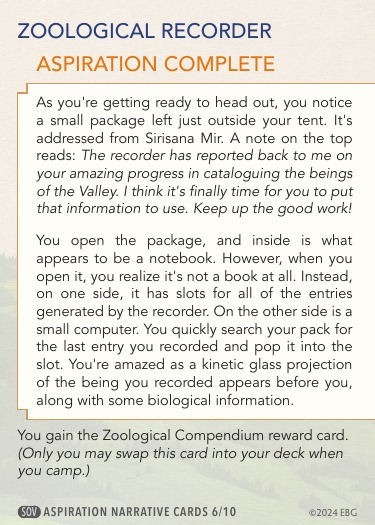 ZOOLOGICAL RECORDER
ASPIRATION COMPLETE
As you're getting ready to head out, you notice
a small package left just outside your tent. It's
addressed from Sirisana Mir. A note on the top
reads: The recorder has reported back to me on
your amazing progress in cataloguing the beings
of the Valley. I think it's finally time for you to put
that information to use. Keep up the good work!
You open the package, and inside is what
appears to be a notebook. However, when you
open it, you realize it's not a book at all. Instead,
on one side, it has slots for all of the entries
generated by the recorder. On the other side is a
small computer. You quickly search your pack for
the last entry you recorded and pop it into the
slot. You're amazed as a kinetic glass projection
of the being you recorded appears before you,
along with some biological information.
You gain the Zoological Compendium reward card.
(Only you may swap this card into your deck when
you camp.)
SOV ASPIRATION NARRATIVE CARDS 6/10 ©2024 EBG